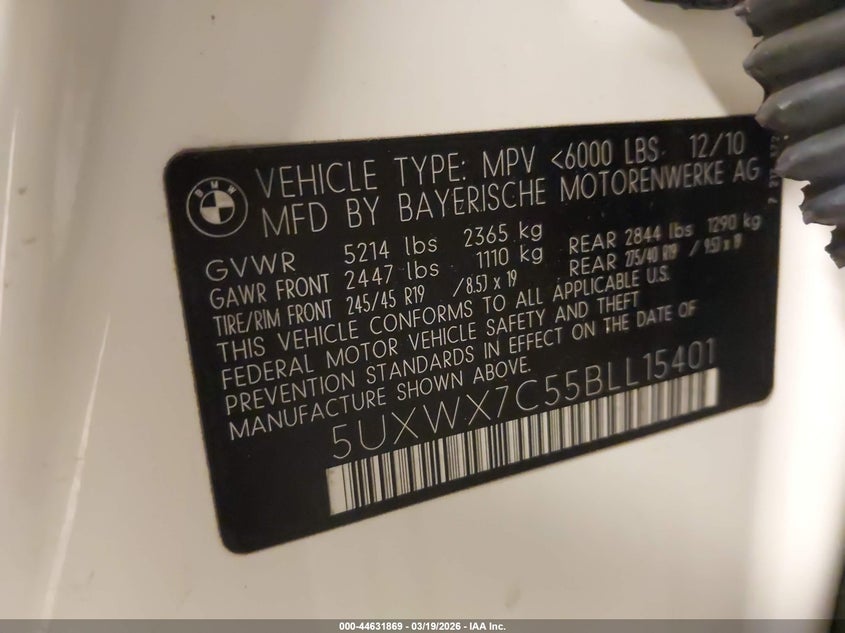 BMW
VEHICLE TYPE: MPV <6000 LBS 12/10
MFD BY BAYERISCHE MOTORENWERKE AG
GVWR 5214 lbs 2365 kg
GAWR FRONT 2447 lbs 1110 kg REAR 2844 lbs 1290 kg
TIRE/RIM FRONT 245/45 R19 /8.5J x 19 REAR 275/40 R19 / 9.5J x 19
THIS VEHICLE CONFORMS TO ALL APPLICABLE U.S.
FEDERAL MOTOR VEHICLE SAFETY AND THEFT
PREVENTION STANDARDS IN EFFECT ON THE DATE OF
MANUFACTURE SHOWN ABOVE.
5UXWX7C55BLL15401
000-44631869 - 03/19/2026 - IAA Inc.